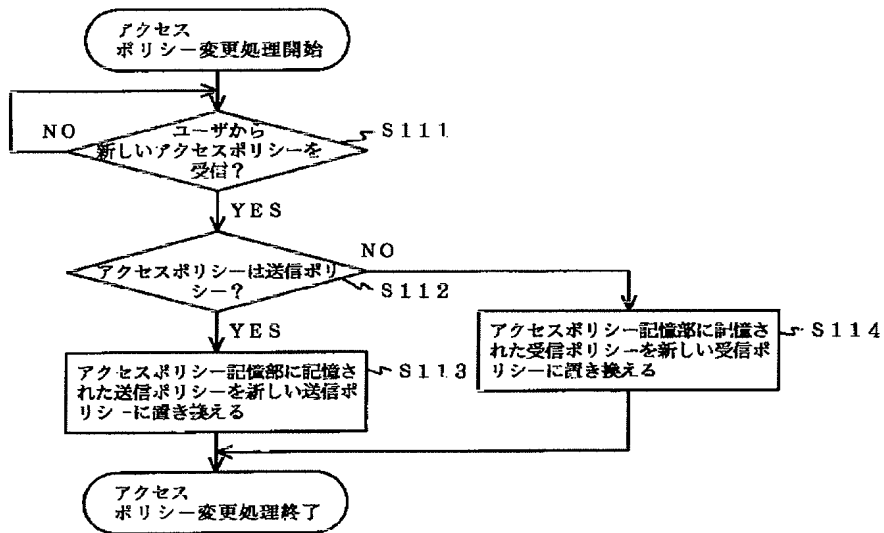 アクセス
ポリシー変更処理開始
NO
ユーザから
新しいアクセスポリシーを
受信？
S111
YES
アクセスポリシーは送信ポリ
シー？
NO
S112
YES
アクセスポリシー記憶部に記憶さ
れた送信ポリシーを新しい送信ポ
リシーに置き換える
S113
アクセスポリシー記憶部に記憶さ
れた受信ポリシーを新しい受信ポ
リシーに置き換える
S114
アクセス
ポリシー変更処理終了